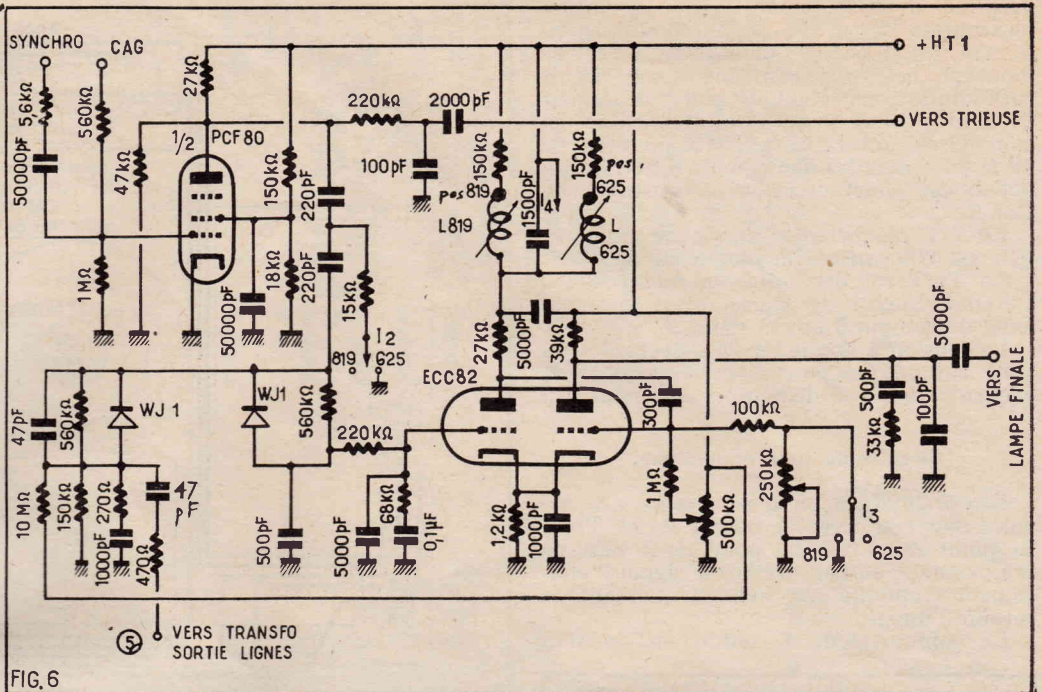 SYNCHRO
CAG
+HT1
27kΩ
5,6kΩ
560kΩ
220kΩ
2000pF
VERS TRIEUSE
1/2
PCF80
50000pF
47kΩ
150kΩ
220pF
100pF
150kΩ
pos 819
L819
1500pF
I4
150kΩ
pos.
625
L
625
1MΩ
50000pF
18kΩ
220pF
15kΩ
I2
819
625
27kΩ
5000pF
39kΩ
ECC82
300pF
100kΩ
500pF
33kΩ
100pF
5000pF
VERS
LAMPE FINALE
47pF
560kΩ
WJ 1
WJ1
560kΩ
220kΩ
10 MΩ
150kΩ
270Ω
1000pF
47
pF
470Ω
500pF
5000pF
68kΩ
0,1µF
1,2kΩ
1000pF
1MΩ
500kΩ
250kΩ
I3
819
625
5
VERS TRANSFO
SORTIE LIGNES
FIG.6